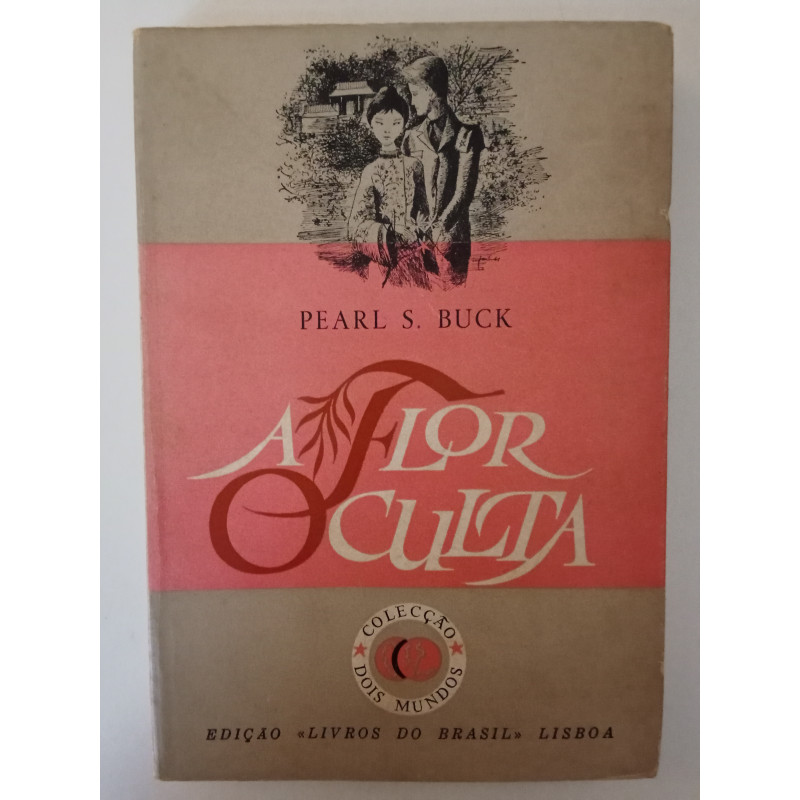 PEARL S. BUCK
A FLOR
OCULTA
COLECÇÃO
DOIS MUNDOS
EDIÇÃO «LIVROS DO BRASIL» LISBOA